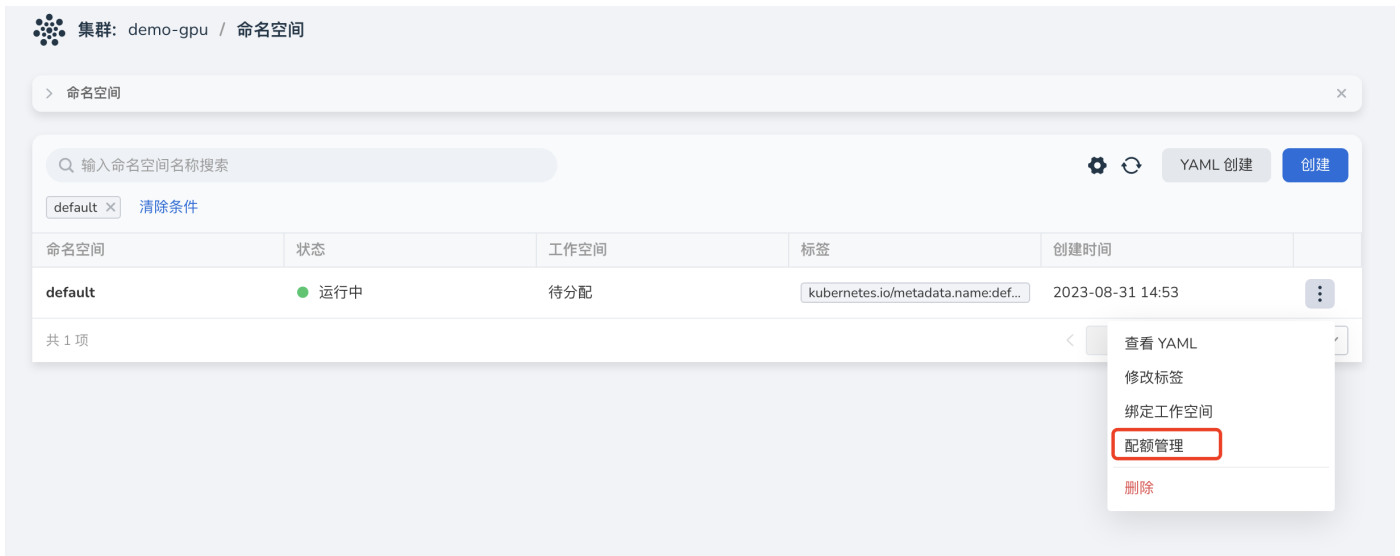 集群: demo-gpu / 命名空间
命名空间
输入命名空间名称搜索
YAML 创建
创建
default
清除条件
命名空间 状态 工作空间 标签 创建时间
default 运行中 待分配 kubernetes.io/metadata.name:def... 2023-08-31 14:53
共 1 项
查看 YAML
修改标签
绑定工作空间
配额管理
删除